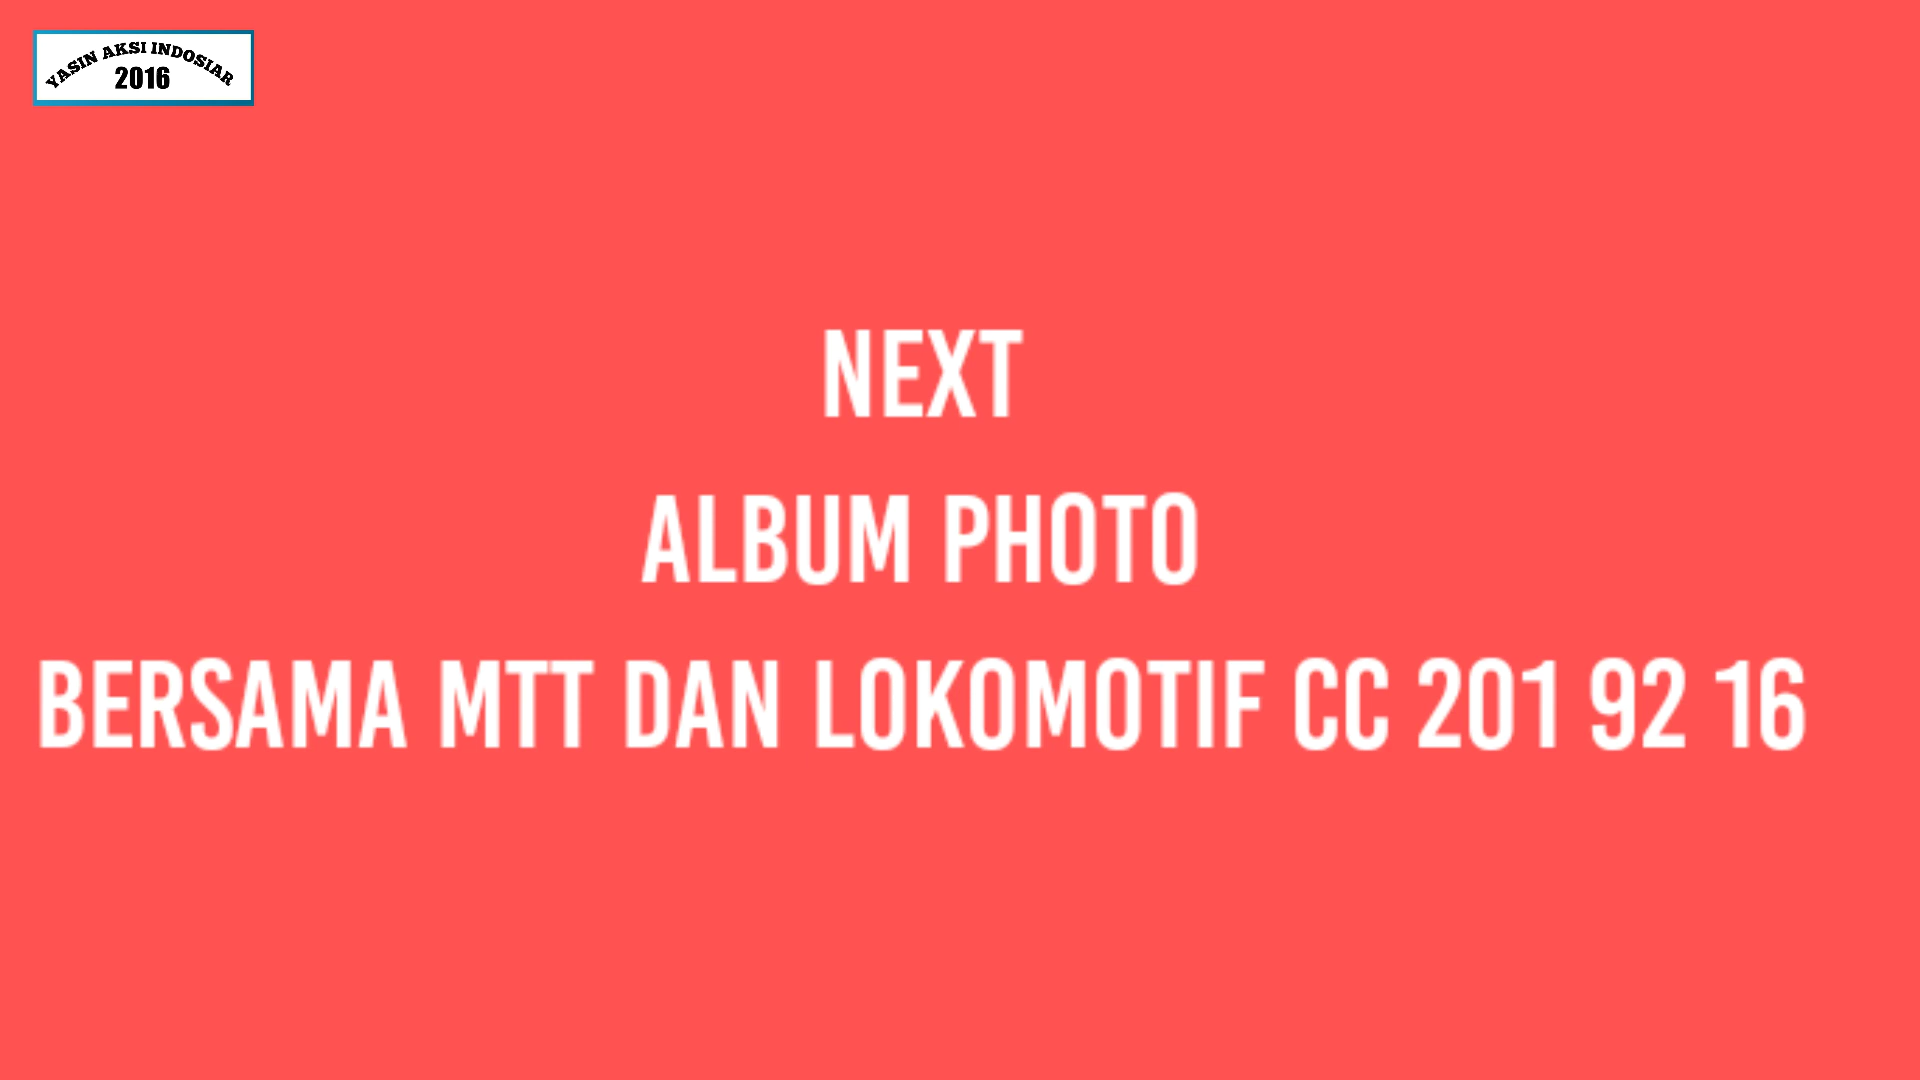 YASIN AKSI INDOSIAR
2016
NEXT
ALBUM PHOTO
BERSAMA MTT DAN LOKOMOTIF CC 201 92 16